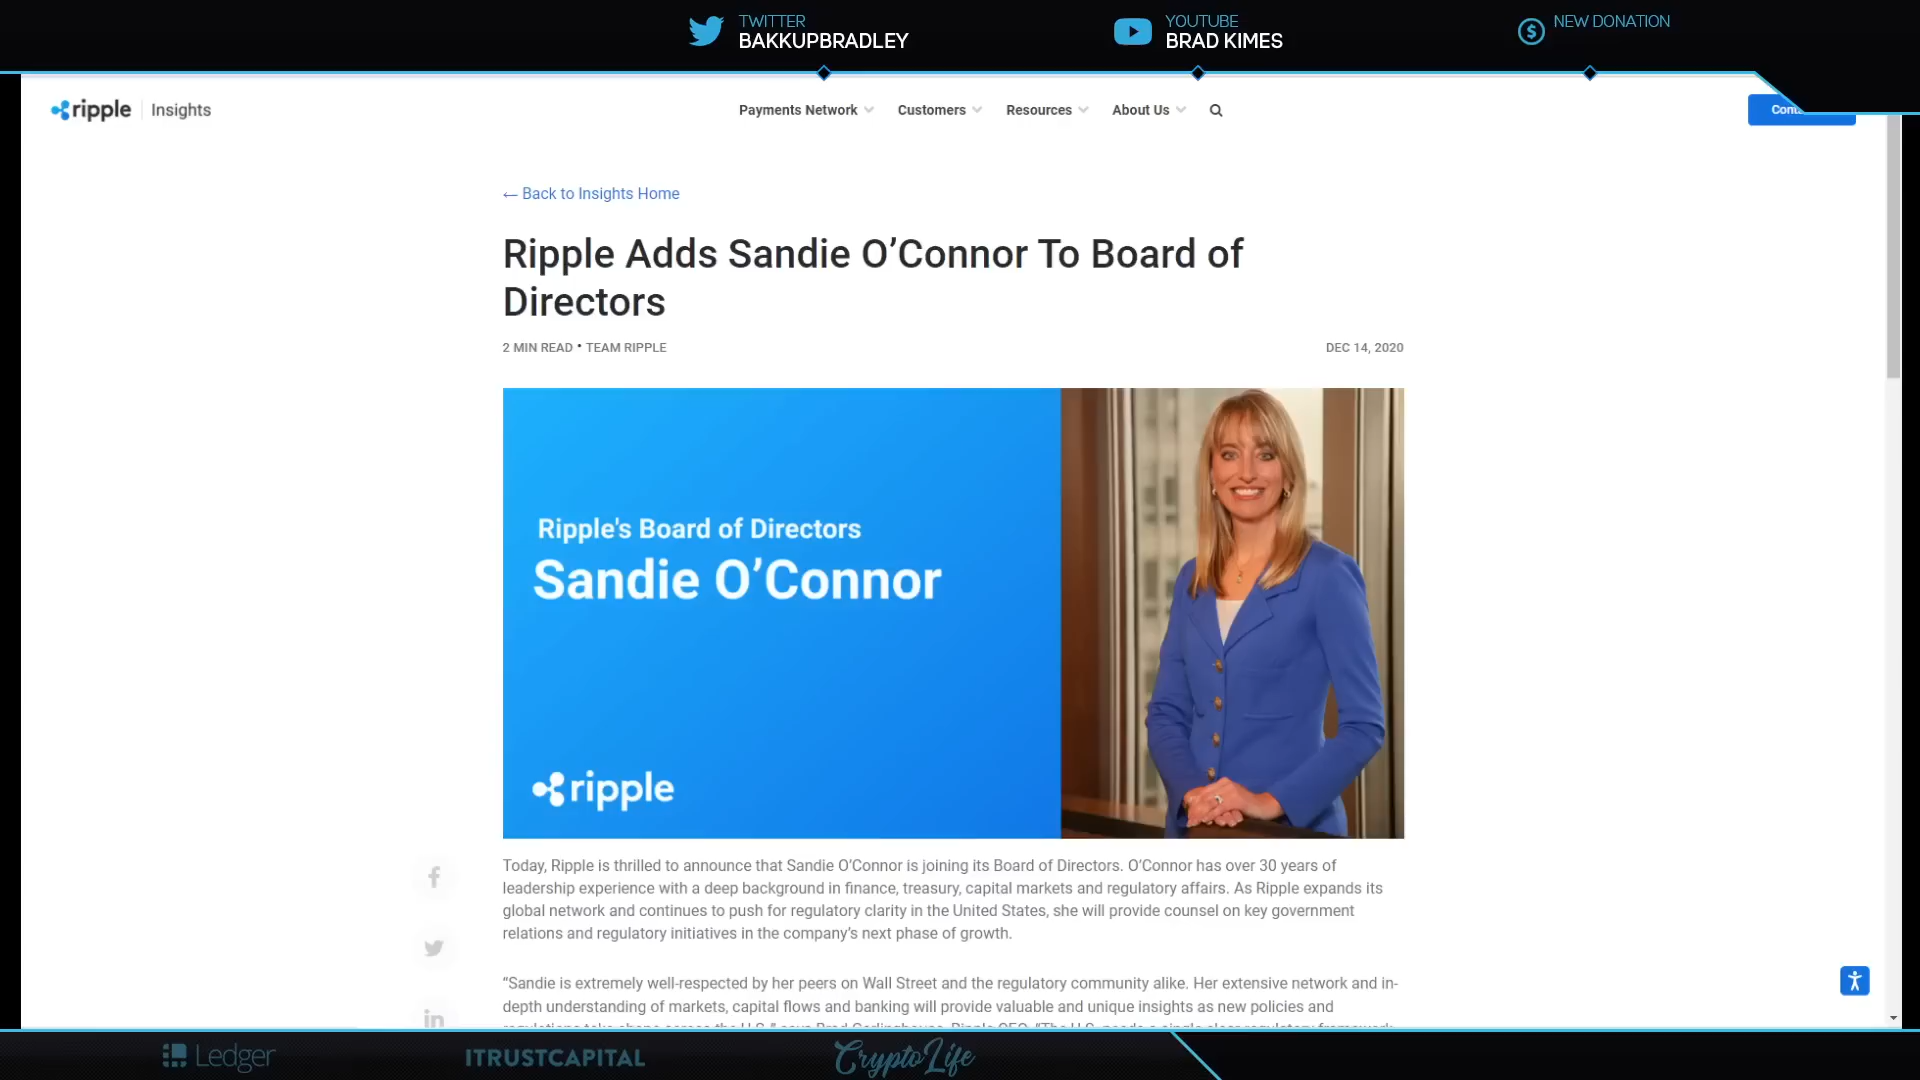 TWITTER
BAKKUPBRADLEY
YOUTUBE
BRAD KIMES
NEW DONATION
ripple | Insights
Payments Network
Customers
Resources
About Us
← Back to Insights Home
Ripple Adds Sandie O’Connor To Board of
Directors
2 MIN READ • TEAM RIPPLE
DEC 14, 2020
Ripple's Board of Directors
Sandie O’Connor
ripple
Today, Ripple is thrilled to announce that Sandie O’Connor is joining its Board of Directors. O’Connor has over 30 years of
leadership experience with a deep background in finance, treasury, capital markets and regulatory affairs. As Ripple expands its
global network and continues to push for regulatory clarity in the United States, she will provide counsel on key government
relations and regulatory initiatives in the company’s next phase of growth.
“Sandie is extremely well-respected by her peers on Wall Street and the regulatory community alike. Her extensive network and in-
depth understanding of markets, capital flows and banking will provide valuable and unique insights as new policies and
Ledger
ITRUSTCAPITAL
CryptoLife